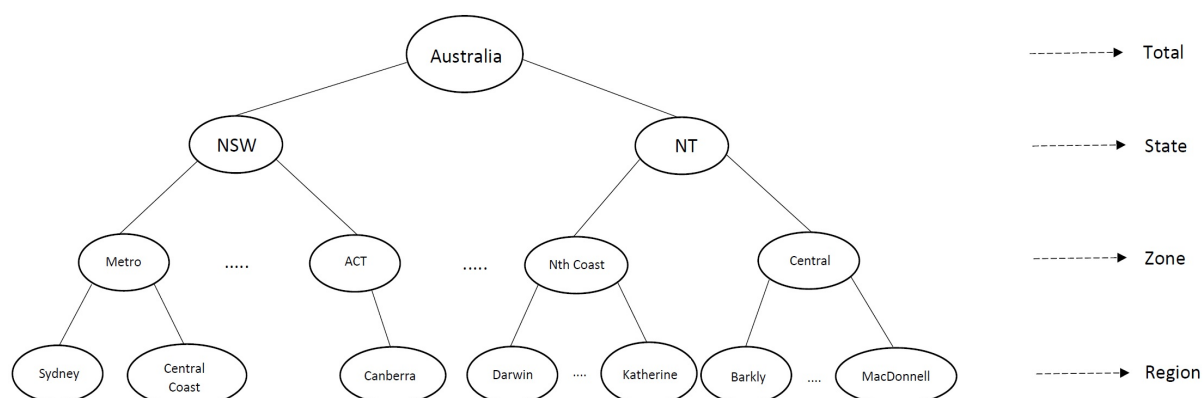 Australia
Total
NSW
NT
State
Metro
.....
ACT
.....
Nth Coast
Central
Zone
Sydney
Central
Coast
Canberra
Darwin
....
Katherine
Barkly
....
MacDonnell
Region